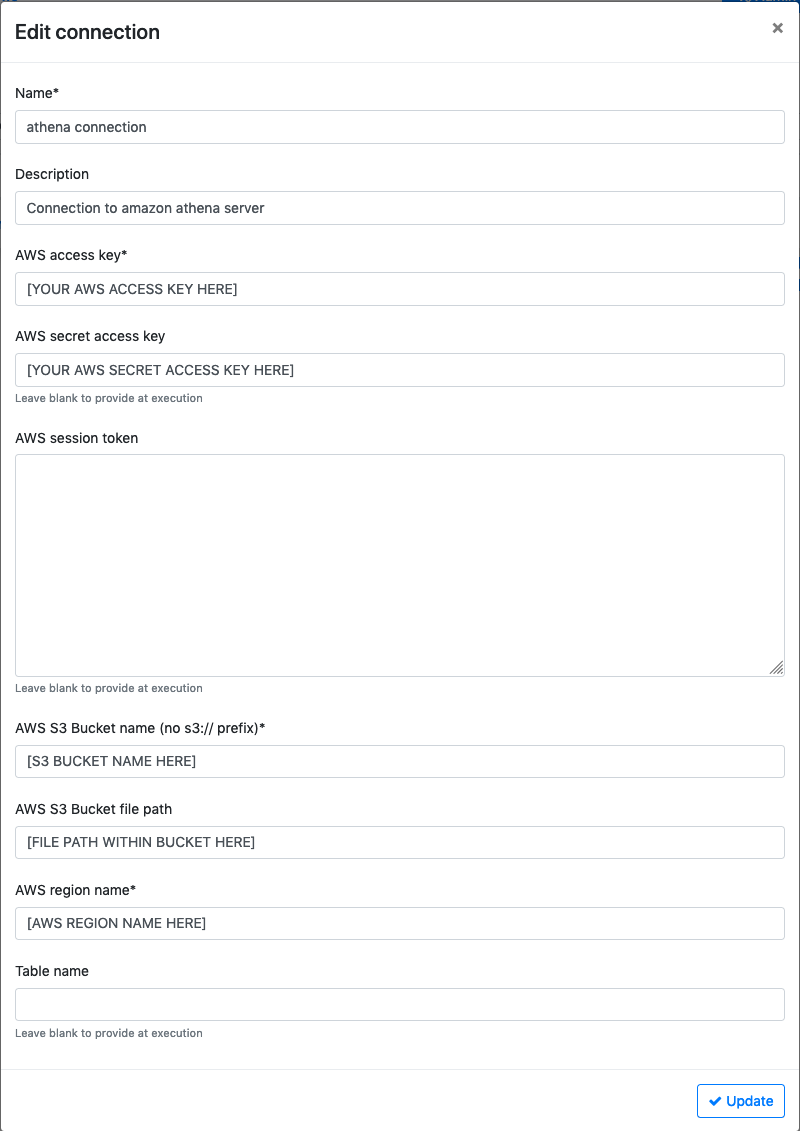 Edit connection
×
Name*
athena connection
Description
Connection to amazon athena server
AWS access key*
[YOUR AWS ACCESS KEY HERE]
AWS secret access key
[YOUR AWS SECRET ACCESS KEY HERE]
Leave blank to provide at execution
AWS session token
Leave blank to provide at execution
AWS S3 Bucket name (no s3:// prefix)*
[S3 BUCKET NAME HERE]
AWS S3 Bucket file path
[FILE PATH WITHIN BUCKET HERE]
AWS region name*
[AWS REGION NAME HERE]
Table name
Leave blank to provide at execution
Update